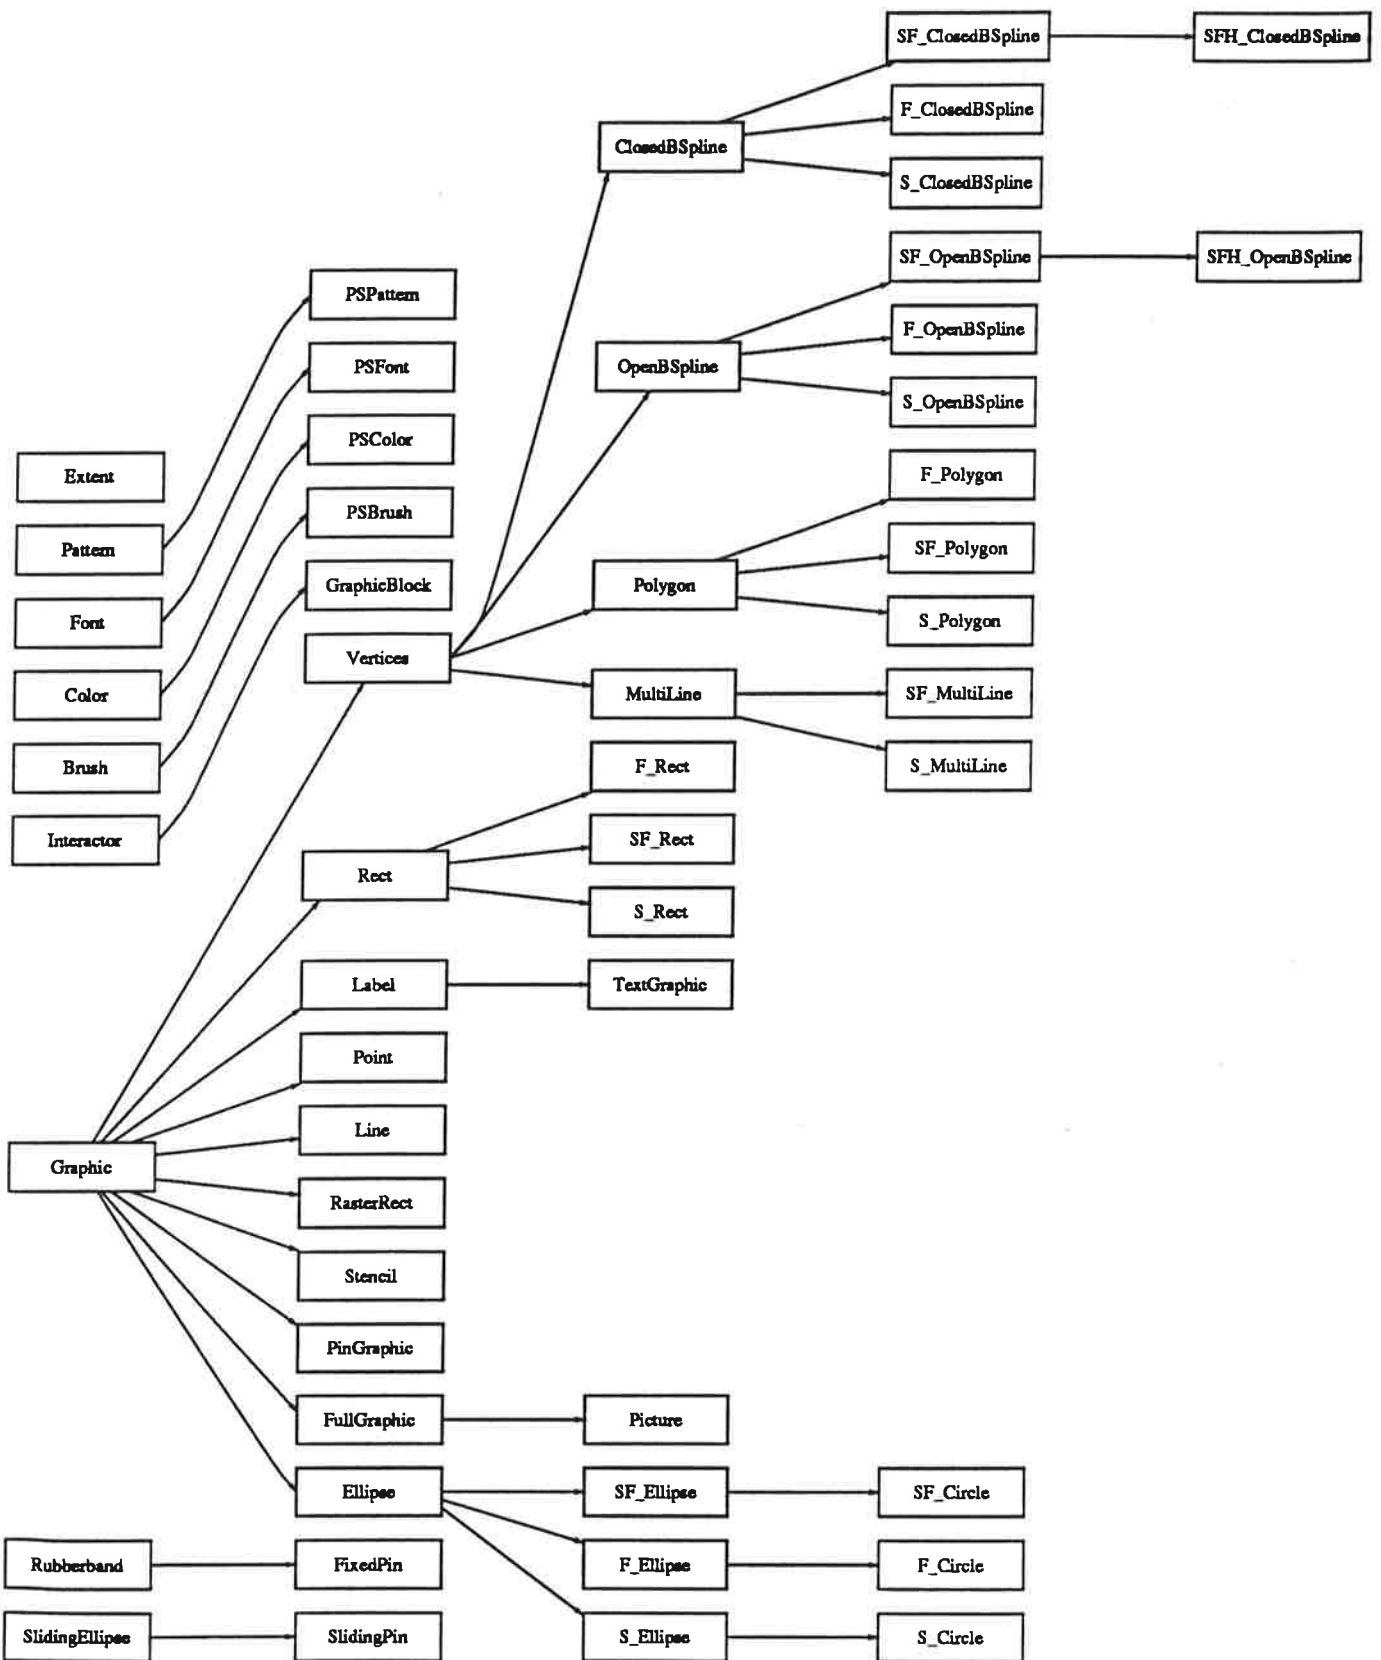 SF_ClosedBSpline
SFH_ClosedBSpline
F_ClosedBSpline
ClosedBSpline
S_ClosedBSpline
SF_OpenBSpline
SFH_OpenBSpline
PSPattern
F_OpenBSpline
PSFont
OpenBSpline
S_OpenBSpline
PSColor
Extent
F_Polygon
PSBrush
Pattern
SF_Polygon
GraphicBlock
Polygon
Font
S_Polygon
Vertices
Color
MultiLine
SF_MultiLine
Brush
F_Rect
S_MultiLine
Interactor
SF_Rect
Rect
S_Rect
Label
TextGraphic
Point
Line
Graphic
RasterRect
Stencil
PinGraphic
FullGraphic
Picture
Ellipse
SF_Ellipse
SF_Circle
Rubberband
FixedPin
F_Ellipse
F_Circle
SlidingEllipse
SlidingPin
S_Ellipse
S_Circle